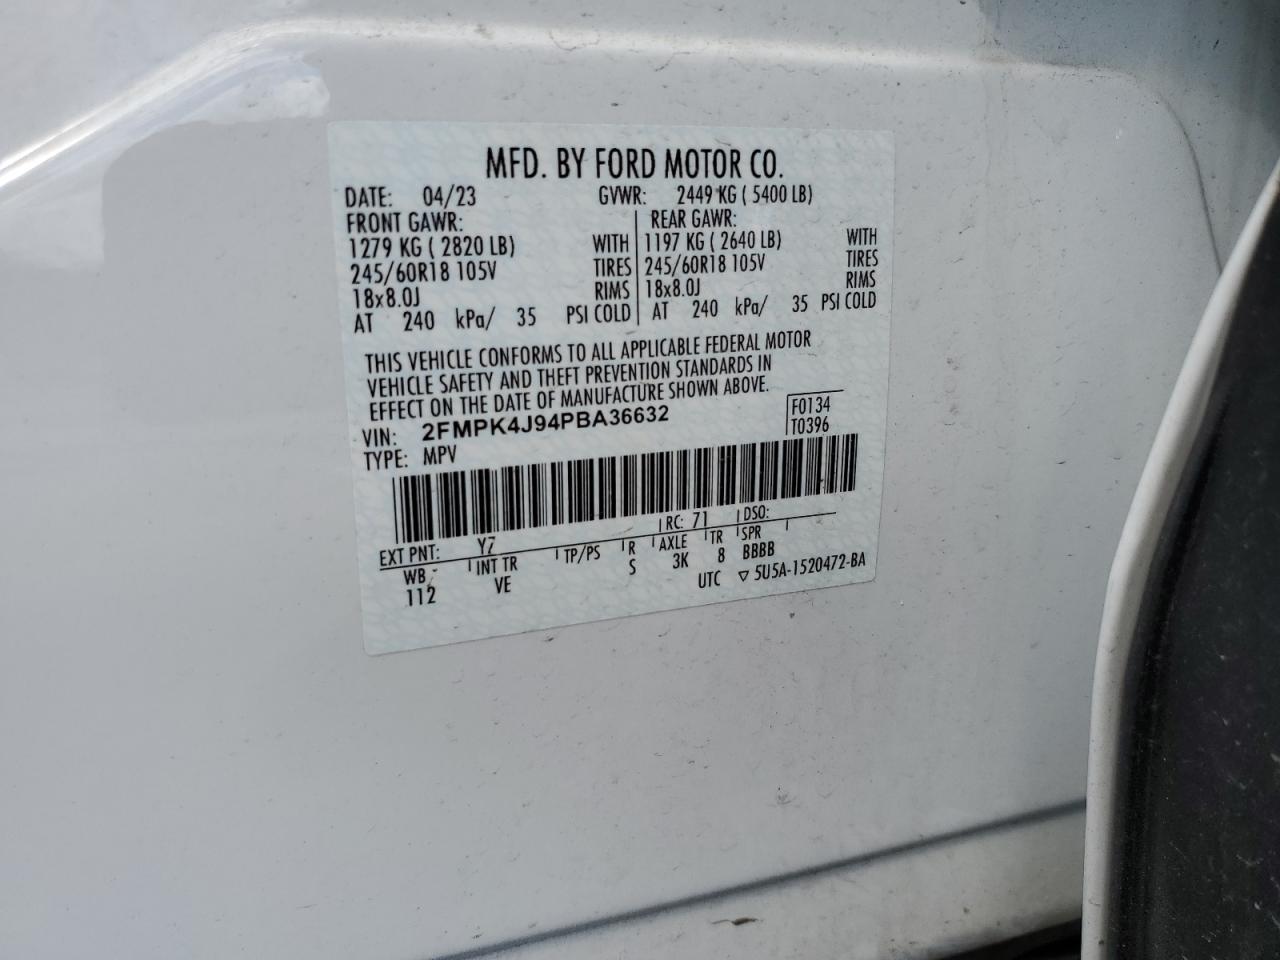 MFD. BY FORD MOTOR CO.
DATE: 04/23 GVWR: 2449 KG ( 5400 LB)
FRONT GAWR: REAR GAWR:
1279 KG ( 2820 LB) WITH 1197 KG ( 2640 LB) WITH
245/60R18 105V TIRES 245/60R18 105V TIRES
18x8.0J RIMS 18x8.0J RIMS
AT 240 kPa/ 35 PSI COLD AT 240 kPa/ 35 PSI COLD
THIS VEHICLE CONFORMS TO ALL APPLICABLE FEDERAL MOTOR
VEHICLE SAFETY AND THEFT PREVENTION STANDARDS IN
EFFECT ON THE DATE OF MANUFACTURE SHOWN ABOVE.
VIN: 2FMPK4J94PBA36632 F0134
TYPE: MPV T0396
EXT PNT: YZ RC: 71 DSO:
WB INT TR TP/PS R AXLE TR SPR
112 VE S 3K 8 BBBB
UTC ▽ 5U5A-1520472-BA